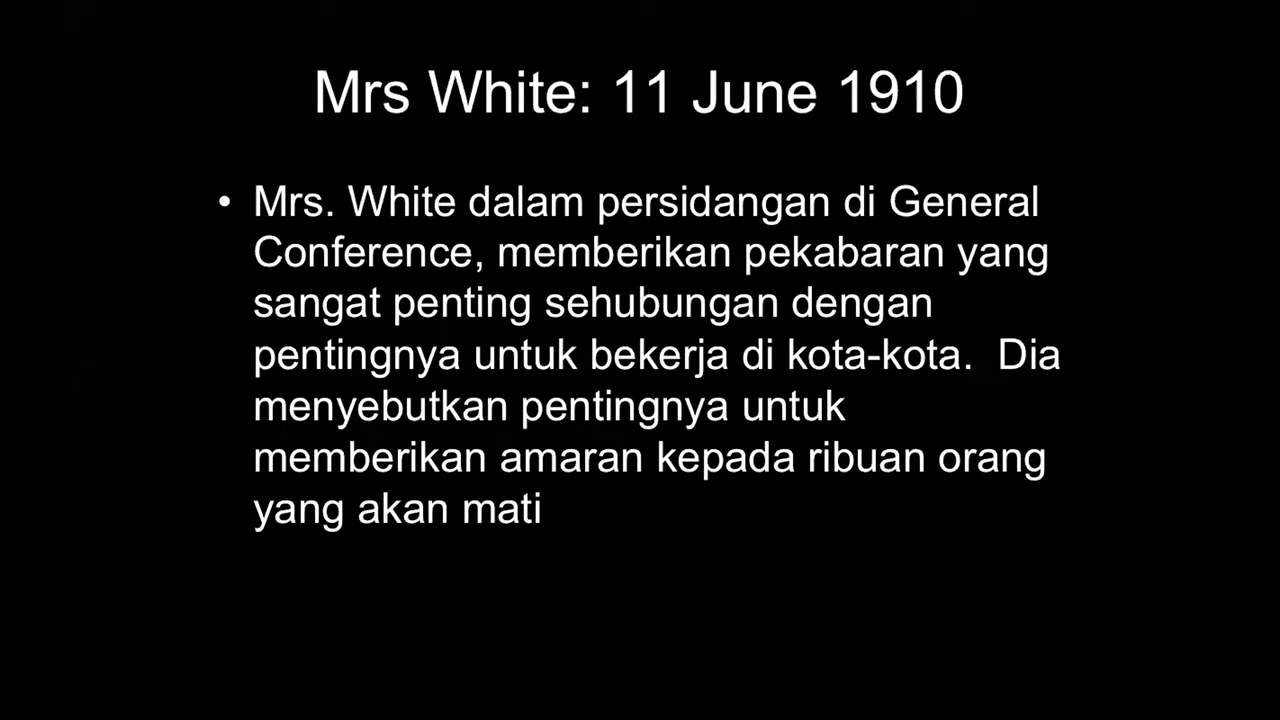 Mrs White: 11 June 1910
• Mrs. White dalam persidangan di General
Conference, memberikan pekabaran yang
sangat penting sehubungan dengan
pentingnya untuk bekerja di kota-kota.  Dia
menyebutkan pentingnya untuk
memberikan amaran kepada ribuan orang
yang akan mati